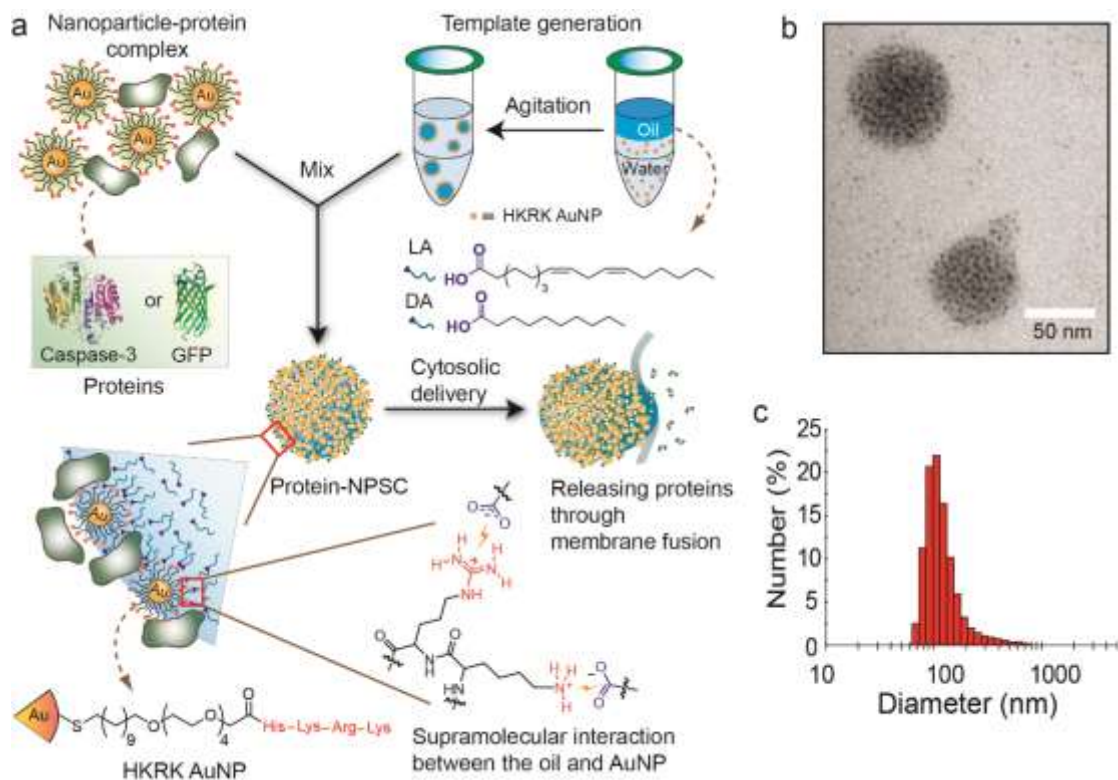 a
Nanoparticle-protein
complex
Au
Au
Au
Au
Template generation
Agitation
Oil
Water
= HKRK AuNP
Mix
LA
O
HO
3
DA
O
HO
Caspase-3
or
GFP
Proteins
Cytosolic
delivery
Protein-NPSC
Releasing proteins
through
membrane fusion
Au
Au
O
O
H
H
H-N
N-H
+
NH
O
N
H
O
HN
H
H
N+
H
O
O
Au
S
9
O
O
4
O
His-Lys-Arg-Lys
HKRK AuNP
Supramolecular interaction
between the oil and AuNP
b
50 nm
c
Number (%)
25
20
15
10
5
0
10
100
1000
Diameter (nm)